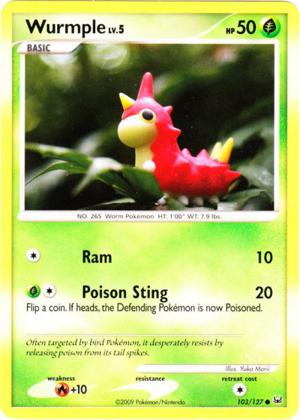 Wurmple LV.5 HP 50
BASIC
NO. 265 Worm Pokémon HT: 1'00" WT: 7.9 lbs.
Ram 10
Poison Sting 20
Flip a coin. If heads, the Defending Pokémon is now Poisoned.
Often targeted by bird Pokémon, it desperately resists by
releasing poison from its tail spikes.
Illus. Yuka Morii
weakness resistance retreat cost
+10
©2009 Pokémon/Nintendo 103/127